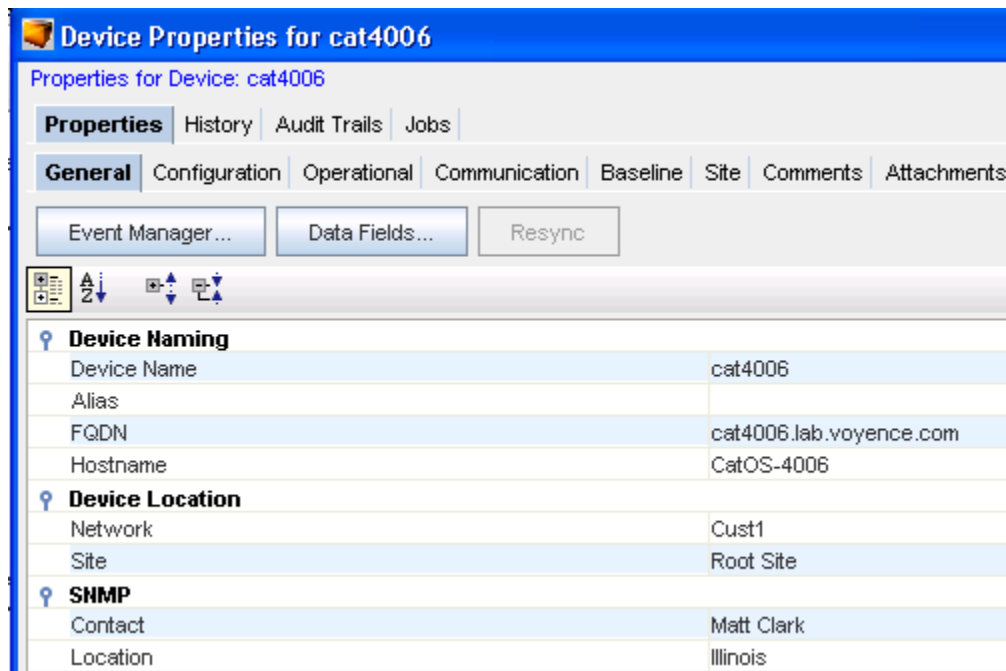 Device Properties for cat4006
Properties for Device: cat4006
Properties History Audit Trails Jobs
General Configuration Operational Communication Baseline Site Comments Attachments
Event Manager... Data Fields... Resync
A
Z
Device Naming
Device Name cat4006
Alias
FQDN cat4006.lab.voyence.com
Hostname CatOS-4006
Device Location
Network Cust1
Site Root Site
SNMP
Contact Matt Clark
Location Illinois